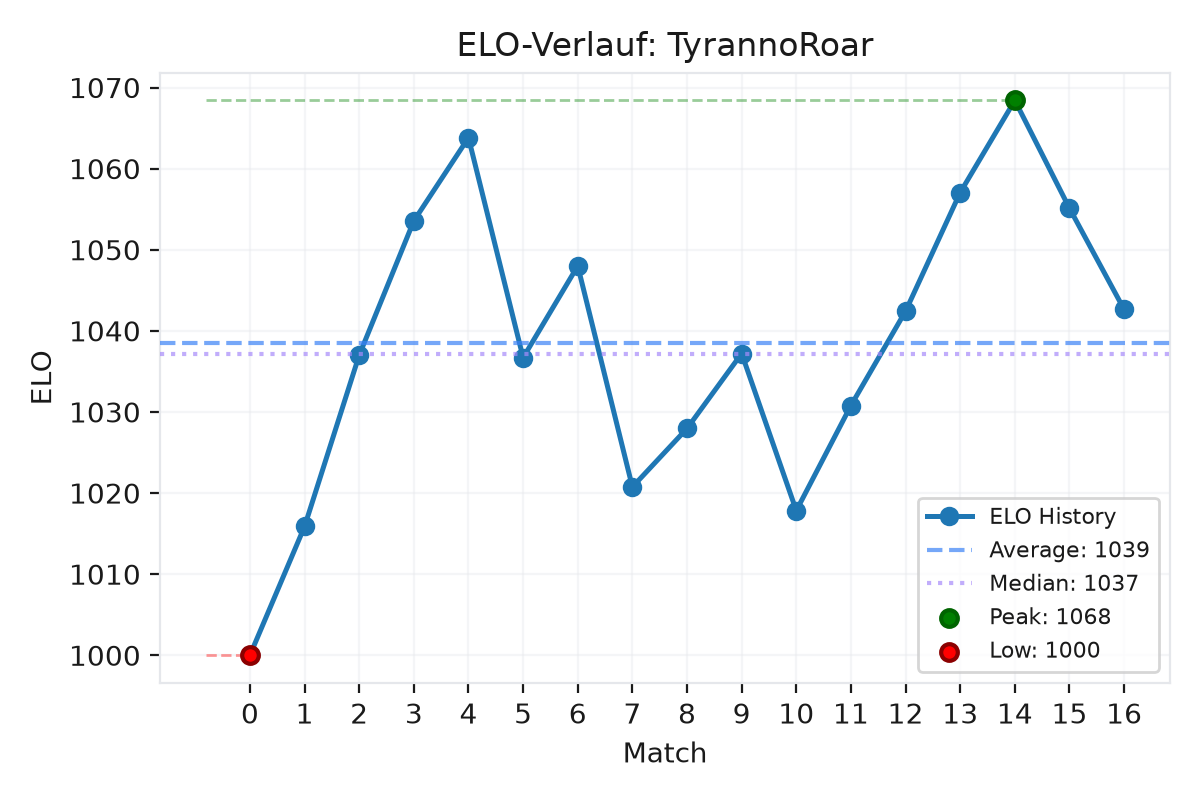 ELO-Verlauf: TyrannoRoar
1070
1060
1050
1040
1030
1020
1010
1000
ELO
ELO History
Average: 1039
Median: 1037
Peak: 1068
Low: 1000
0 1 2 3 4 5 6 7 8 9 10 11 12 13 14 15 16
Match